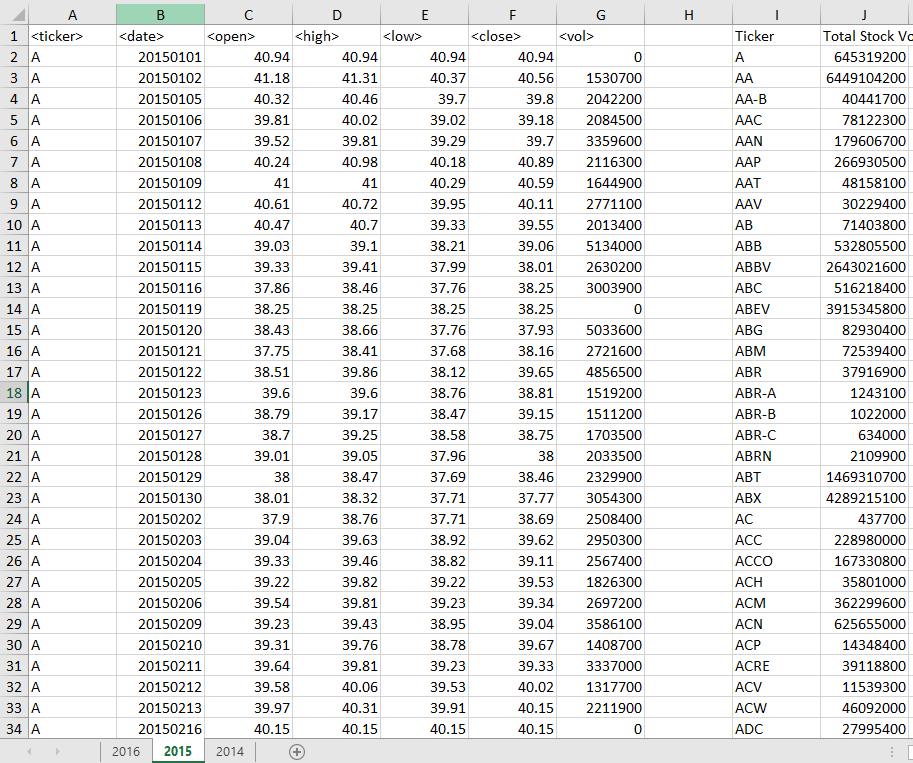 A B C D E F G H I J
1 <ticker> <date> <open> <high> <low> <close> <vol> Ticker Total Stock Vo
2 A 20150101 40.94 40.94 40.94 40.94 0 A 645319200
3 A 20150102 41.18 41.31 40.37 40.56 1530700 AA 6449104200
4 A 20150105 40.32 40.46 39.7 39.8 2042200 AA-B 40441700
5 A 20150106 39.81 40.02 39.02 39.18 2084500 AAC 78122300
6 A 20150107 39.52 39.81 39.29 39.7 3359600 AAN 179606700
7 A 20150108 40.24 40.98 40.18 40.89 2116300 AAP 266930500
8 A 20150109 41 41 40.29 40.59 1644900 AAT 48158100
9 A 20150112 40.61 40.72 39.95 40.11 2771100 AAV 30229400
10 A 20150113 40.47 40.7 39.33 39.55 2013400 AB 71403800
11 A 20150114 39.03 39.1 38.21 39.06 5134000 ABB 532805500
12 A 20150115 39.33 39.41 37.99 38.01 2630200 ABBV 2643021600
13 A 20150116 37.86 38.46 37.76 38.25 3003900 ABC 516218400
14 A 20150119 38.25 38.25 38.25 38.25 0 ABEV 3915345800
15 A 20150120 38.43 38.66 37.76 37.93 5033600 ABG 82930400
16 A 20150121 37.75 38.41 37.68 38.16 2721600 ABM 72539400
17 A 20150122 38.51 39.86 38.12 39.65 4856500 ABR 37916900
18 A 20150123 39.6 39.6 38.76 38.81 1519200 ABR-A 1243100
19 A 20150126 38.79 39.17 38.47 39.15 1511200 ABR-B 1022000
20 A 20150127 38.7 39.25 38.58 38.75 1703500 ABR-C 634000
21 A 20150128 39.01 39.05 37.96 38 2033500 ABRN 2109900
22 A 20150129 38 38.47 37.69 38.46 2329900 ABT 1469310700
23 A 20150130 38.01 38.32 37.71 37.77 3054300 ABX 4289215100
24 A 20150202 37.9 38.76 37.71 38.69 2508400 AC 437700
25 A 20150203 39.04 39.63 38.92 39.62 2950300 ACC 228980000
26 A 20150204 39.33 39.46 38.82 39.11 2567400 ACCO 167330800
27 A 20150205 39.22 39.82 39.22 39.53 1826300 ACH 35801000
28 A 20150206 39.54 39.81 39.23 39.34 2697200 ACM 362299600
29 A 20150209 39.23 39.43 38.95 39.04 3586100 ACN 625655000
30 A 20150210 39.31 39.76 38.78 39.67 1408700 ACP 14348400
31 A 20150211 39.64 39.81 39.23 39.33 3337000 ACRE 39118800
32 A 20150212 39.58 40.06 39.53 40.02 1317700 ACV 11539300
33 A 20150213 39.97 40.31 39.91 40.15 2211900 ACW 46092000
34 A 20150216 40.15 40.15 40.15 40.15 0 ADC 27995400
2016 2015 2014